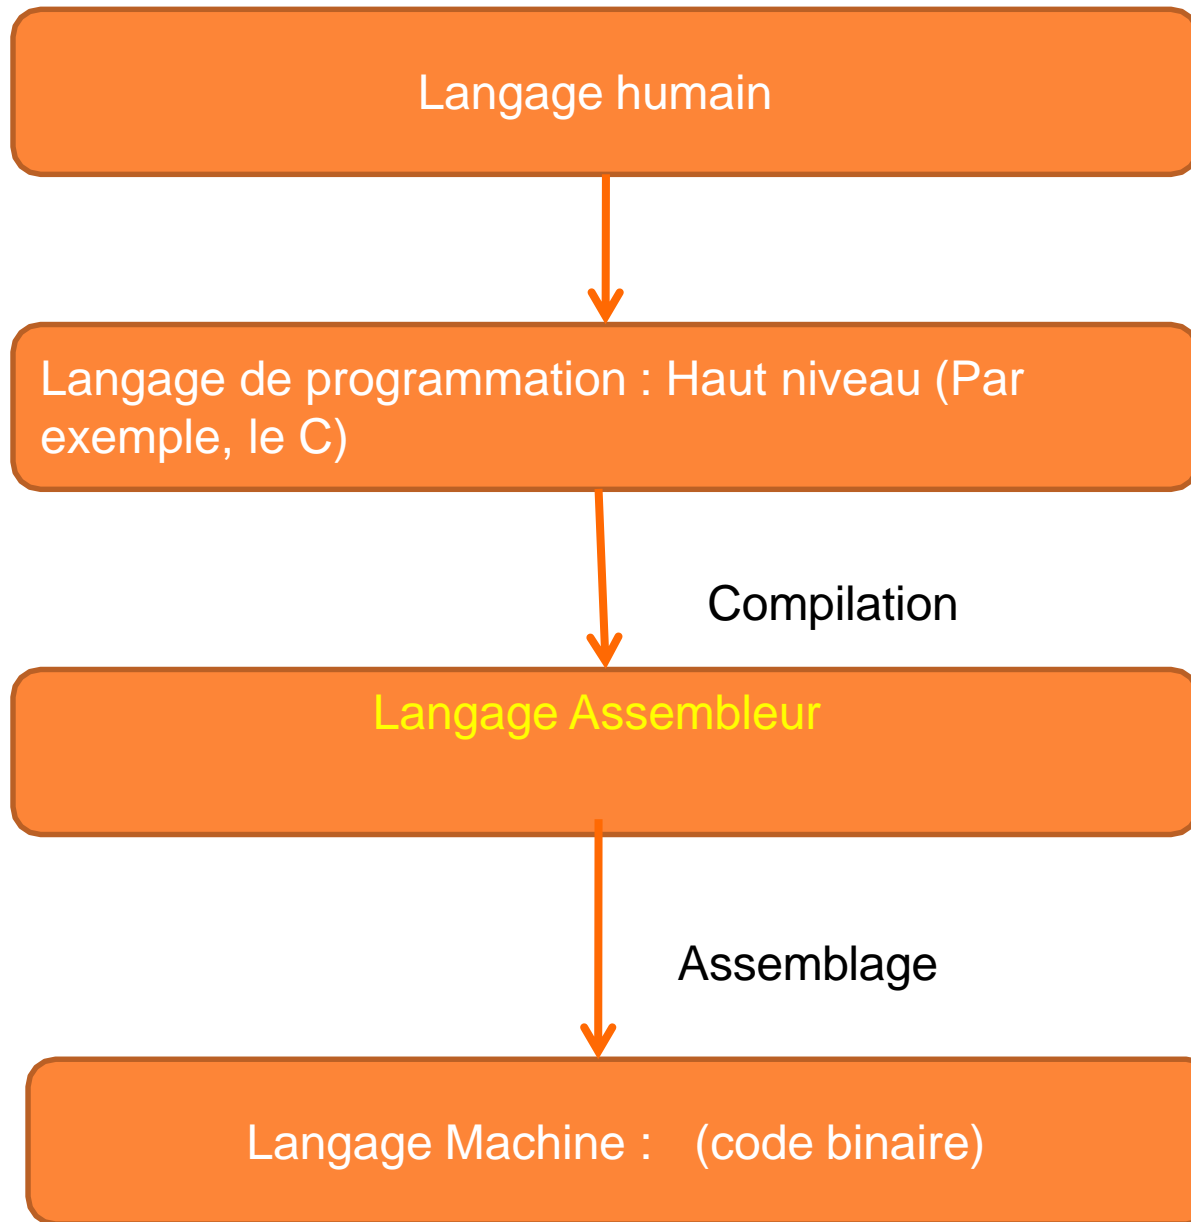 Langage humain
Langage de programmation : Haut niveau (Par
exemple, le C)
Compilation
Langage Assembleur
Assemblage
Langage Machine : (code binaire)